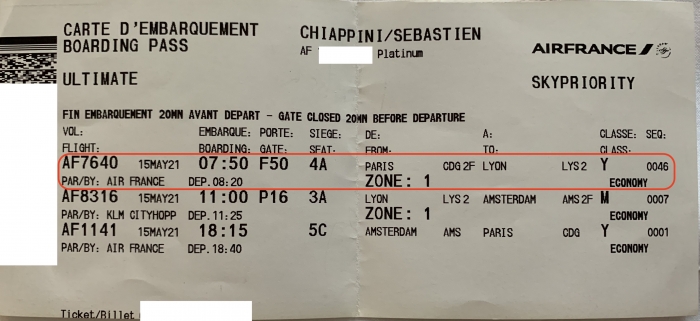 CARTE D'EMBARQUEMENT CHIAPPINI/SEBASTIEN
BOARDING PASS AF Platinum AIRFRANCE
ULTIMATE SKYPRIORITY
FIN EMBARQUEMENT 20MN AVANT DEPART - GATE CLOSED 20MN BEFORE DEPARTURE
VOL: EMBARQUE: PORTE: SIEGE: DE: A: CLASSE: SEQ:
FLIGHT: BOARDING: GATE: SEAT: FROM: TO: CLASS:
AF7640 15MAY21 07:50 F50 4A PARIS CDG 2F LYON LYS 2 Y 0046
PAR/BY: AIR FRANCE DEP. 08:20 ZONE: 1 ECONOMY
AF8316 15MAY21 11:00 P16 3A LYON LYS 2 AMSTERDAM AMS 2F M 0007
PAR/BY: KLM CITYHOPP DEP. 11:25 ZONE: 1 ECONOMY
AF1141 15MAY21 18:15 5C AMSTERDAM AMS PARIS CDG Y 0001
PAR/BY: AIR FRANCE DEP. 18:40 ECONOMY
Ticket/Billet